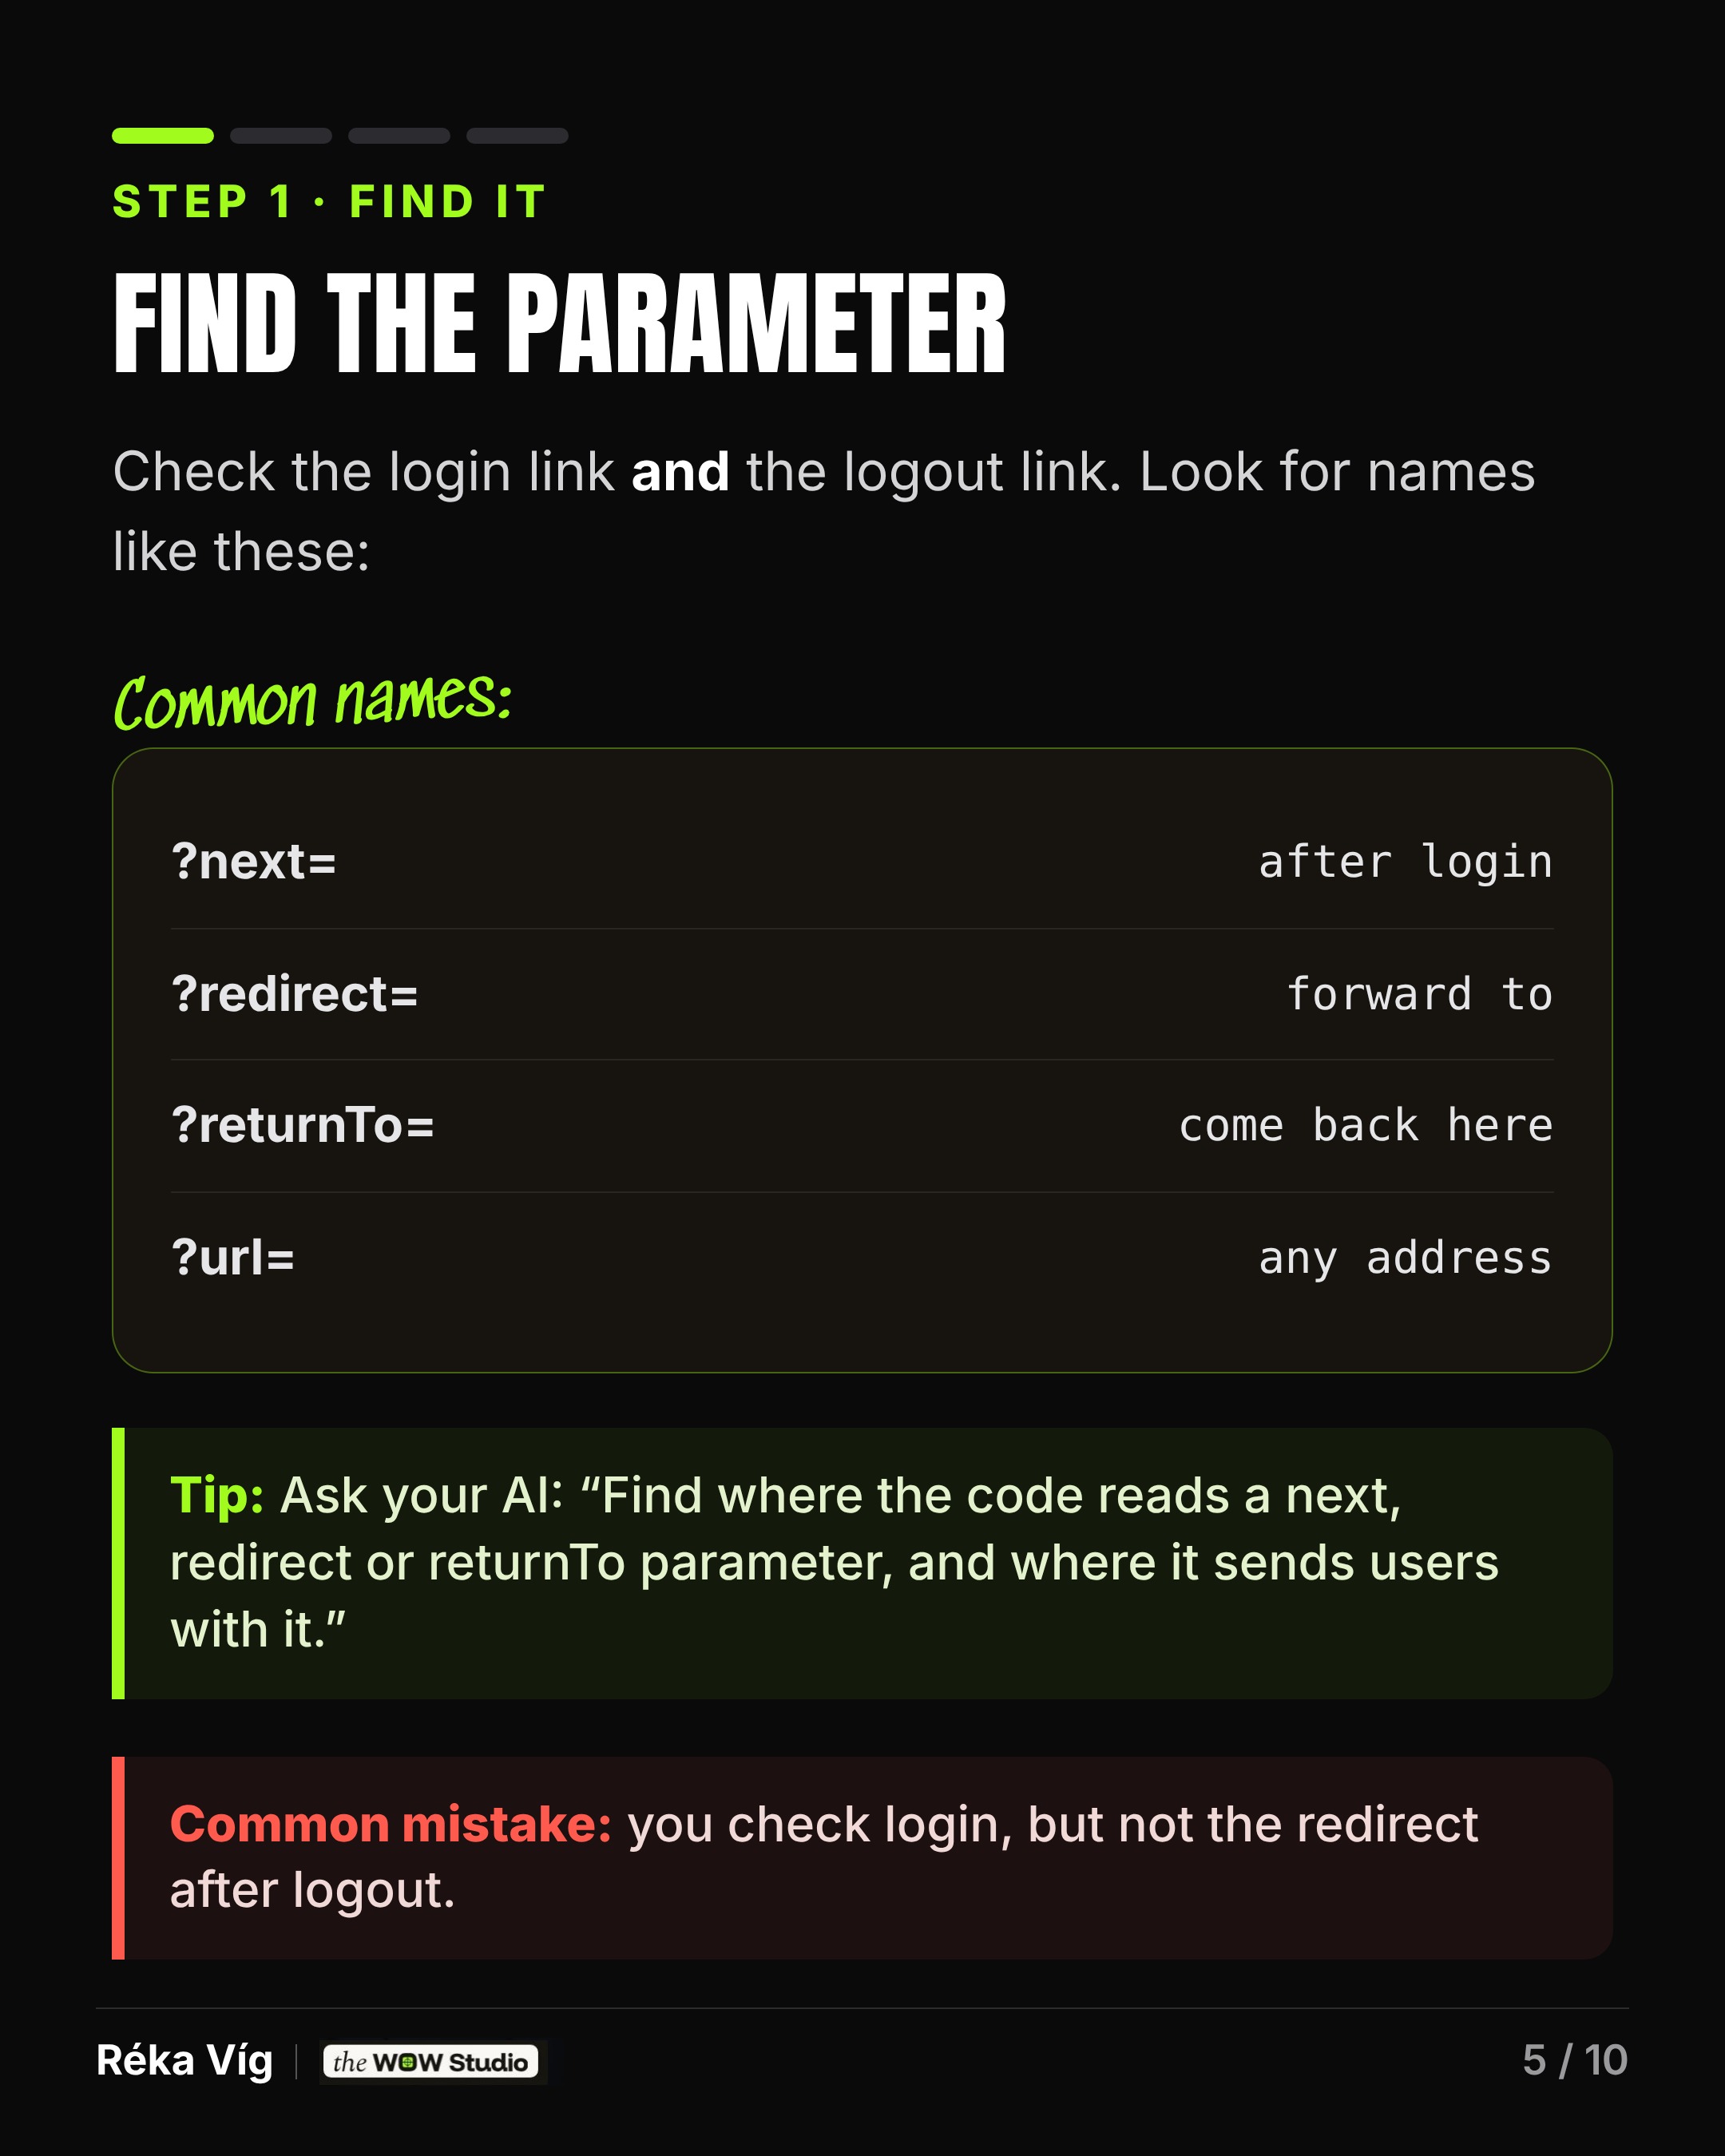 STEP 1 · FIND IT
FIND THE PARAMETER
Check the login link and the logout link. Look for names
like these:
Common names:
?next= after login
?redirect= forward to
?returnTo= come back here
?url= any address
Tip: Ask your AI: “Find where the code reads a next,
redirect or returnTo parameter, and where it sends users
with it.”
Common mistake: you check login, but not the redirect
after logout.
Réka Víg the WOW Studio 5 / 10